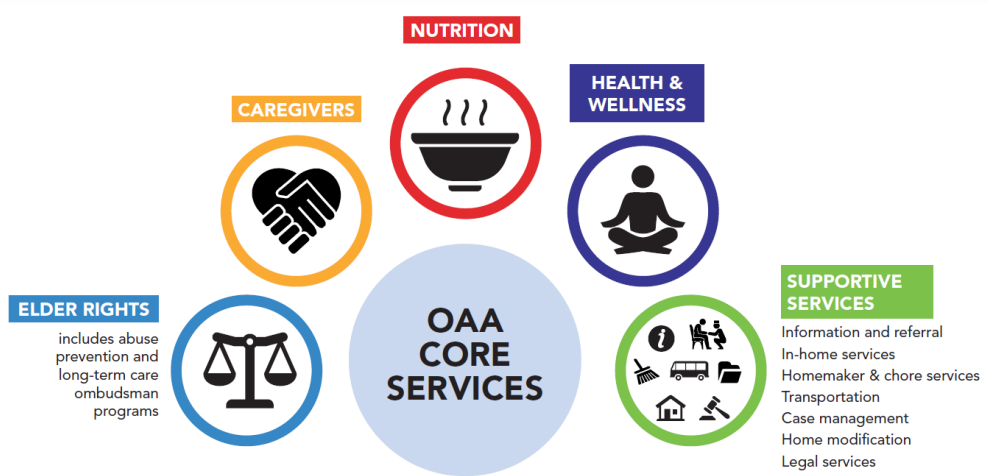 NUTRITION
HEALTH &
WELLNESS
CAREGIVERS
ELDER RIGHTS
includes abuse
prevention and
long-term care
ombudsman
programs
OAA
CORE
SERVICES
SUPPORTIVE
SERVICES
Information and referral
In-home services
Homemaker & chore services
Transportation
Case management
Home modification
Legal services